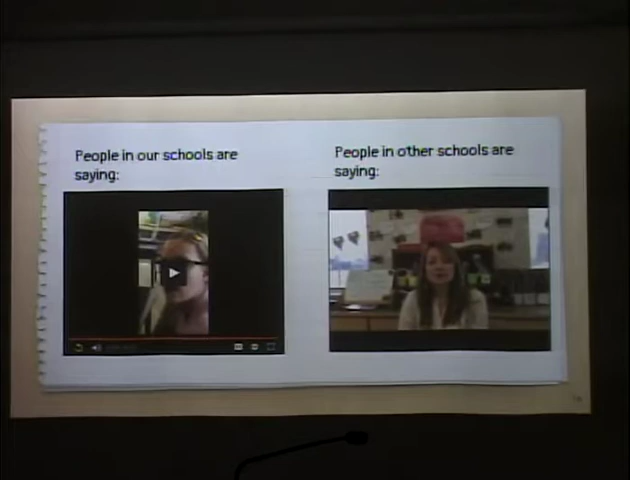 People in our schools are
saying:
People in other schools are
saying: